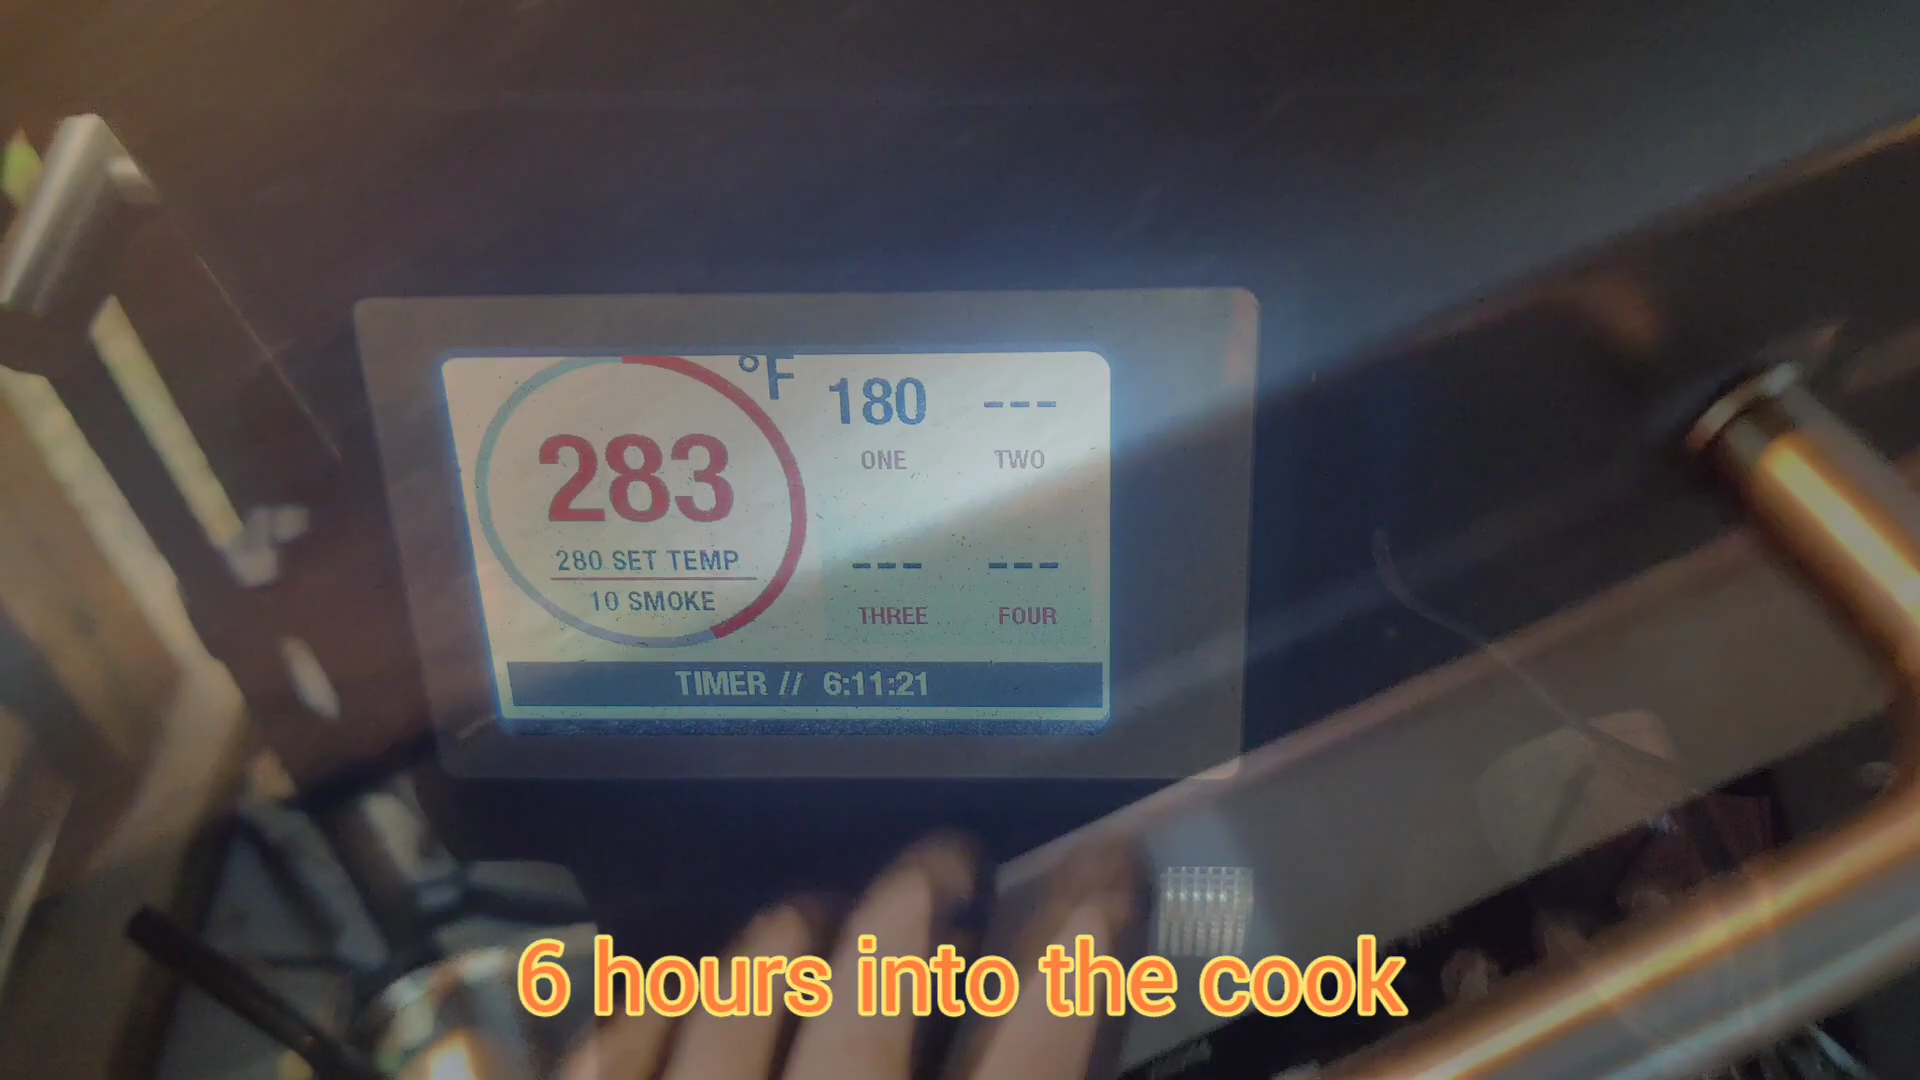 °F
283
280 SET TEMP
10 SMOKE
180 ---
ONE TWO
--- ---
THREE FOUR
TIMER // 6:11:21
6 hours into the cook